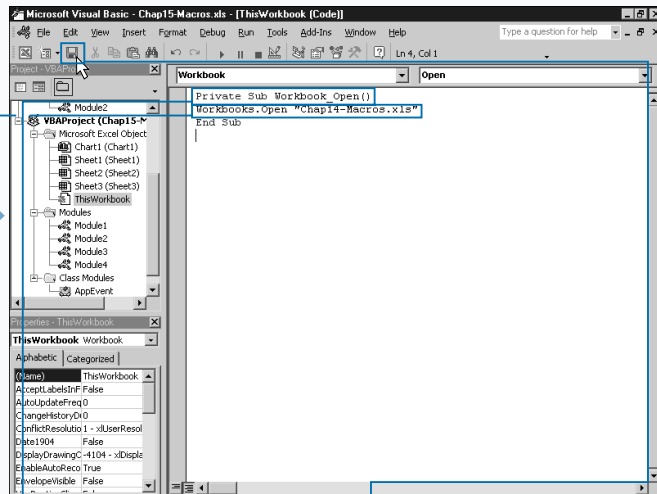 Microsoft Visual Basic - Chap15-Macros.xls - [ThisWorkbook (Code)]
File Edit View Insert Format Debug Run Tools Add-Ins Window Help Type a question for help
Ln 4, Col 1
Project - VBAPro
Workbook Open
Module2
VBAProject (Chap15-M
Microsoft Excel Object
Chart1 (Chart1)
Sheet1 (Sheet1)
Sheet2 (Sheet2)
Sheet3 (Sheet3)
ThisWorkbook
Modules
Module1
Module2
Module3
Module4
Class Modules
AppEvent
Private Sub Workbook_Open()
Workbooks.Open "Chap14-Macros.xls"
End Sub
Properties - ThisWorkbook
ThisWorkbook Workbook
Alphabetic Categorized
(Name) ThisWorkbook
AcceptLabelsInF False
AutoUpdateFreq 0
ChangeHistoryD 0
ConflictResolutio 1 - xlUserResol
Date1904 False
DisplayDrawingO -4104 - xlDispla
EnableAutoReco True
EnvelopeVisible False